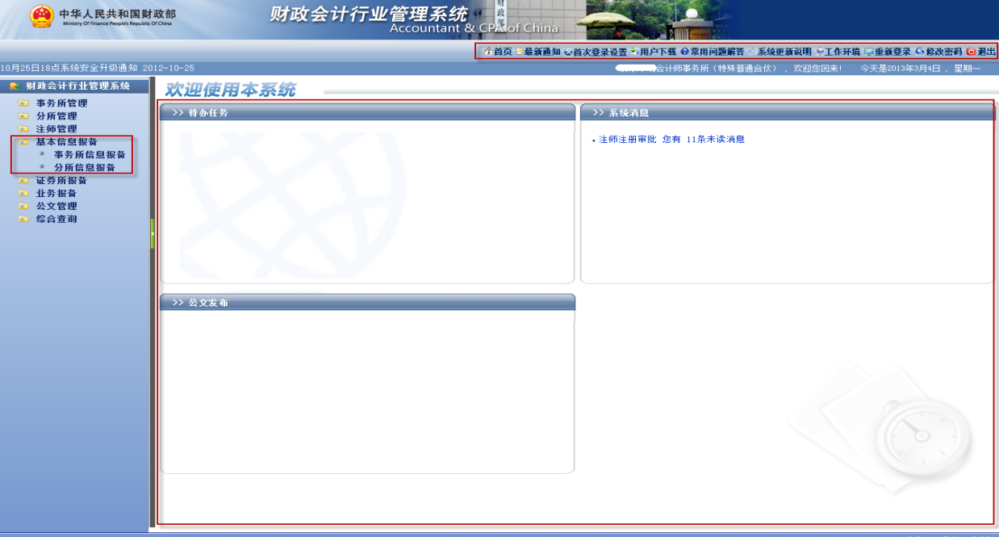 中华人民共和国财政部
Ministry Of Finance People's Republic Of China
财政会计行业管理系统
Accountant & CPA of China
财政部
首页 最新通知 首次登录设置 用户下载 常用问题解答 系统更新说明 工作环境 重新登录 修改密码 退出
10月25日18点系统安全升级通知 2012-10-25
会计师事务所（特殊普通合伙），欢迎您回来！ 今天是2013年3月4日，星期一
财政会计行业管理系统
事务所管理
分所管理
注师管理
基本信息报备
事务所信息报备
分所信息报备
证券所报备
业务报备
公文管理
综合查询
欢迎使用本系统
>> 待办任务
>> 系统消息
注师注册审批 您有 11条未读消息
>> 公文发布